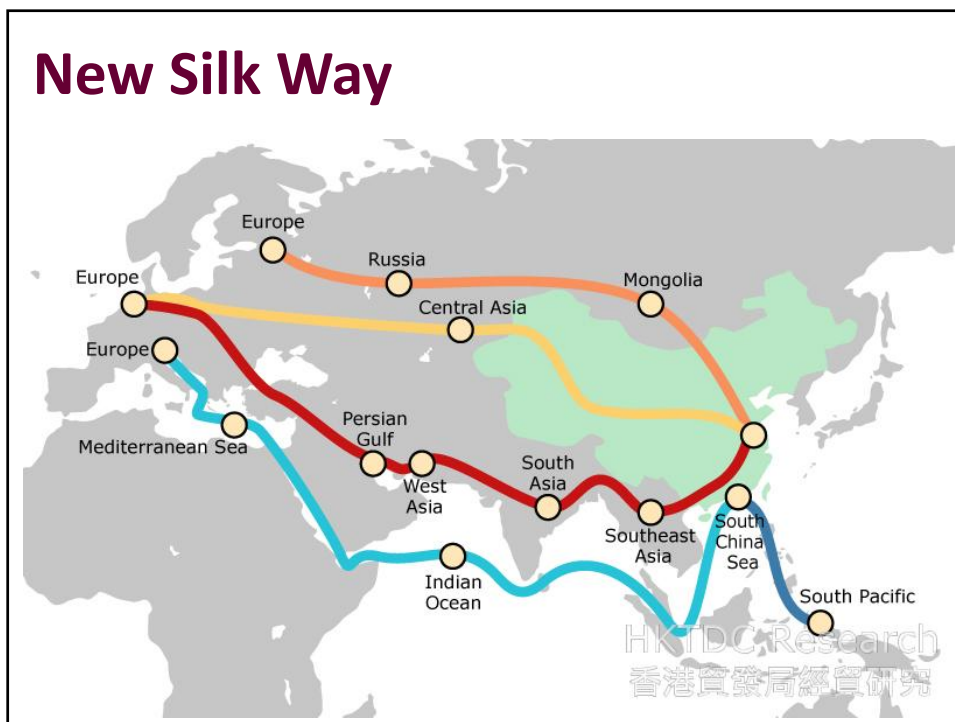 New Silk Way
Europe
Russia
Europe
Mongolia
Central Asia
Europe
Persian
Gulf
Mediterranean Sea
South
Asia
West
Asia
South
China
Sea
Southeast
Asia
Indian
Ocean
South Pacific
HKTDC Research
香港貿發局經貿研究